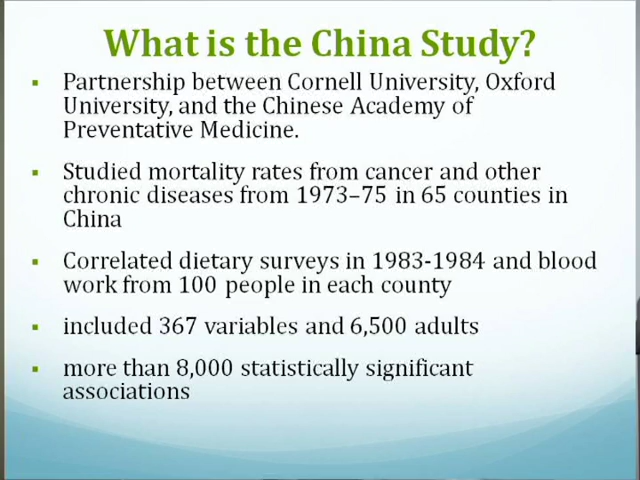 What is the China Study?
▪ Partnership between Cornell University, Oxford
University, and the Chinese Academy of
Preventative Medicine.
▪ Studied mortality rates from cancer and other
chronic diseases from 1973–75 in 65 counties in
China
▪ Correlated dietary surveys in 1983-1984 and blood
work from 100 people in each county
▪ included 367 variables and 6,500 adults
▪ more than 8,000 statistically significant
associations